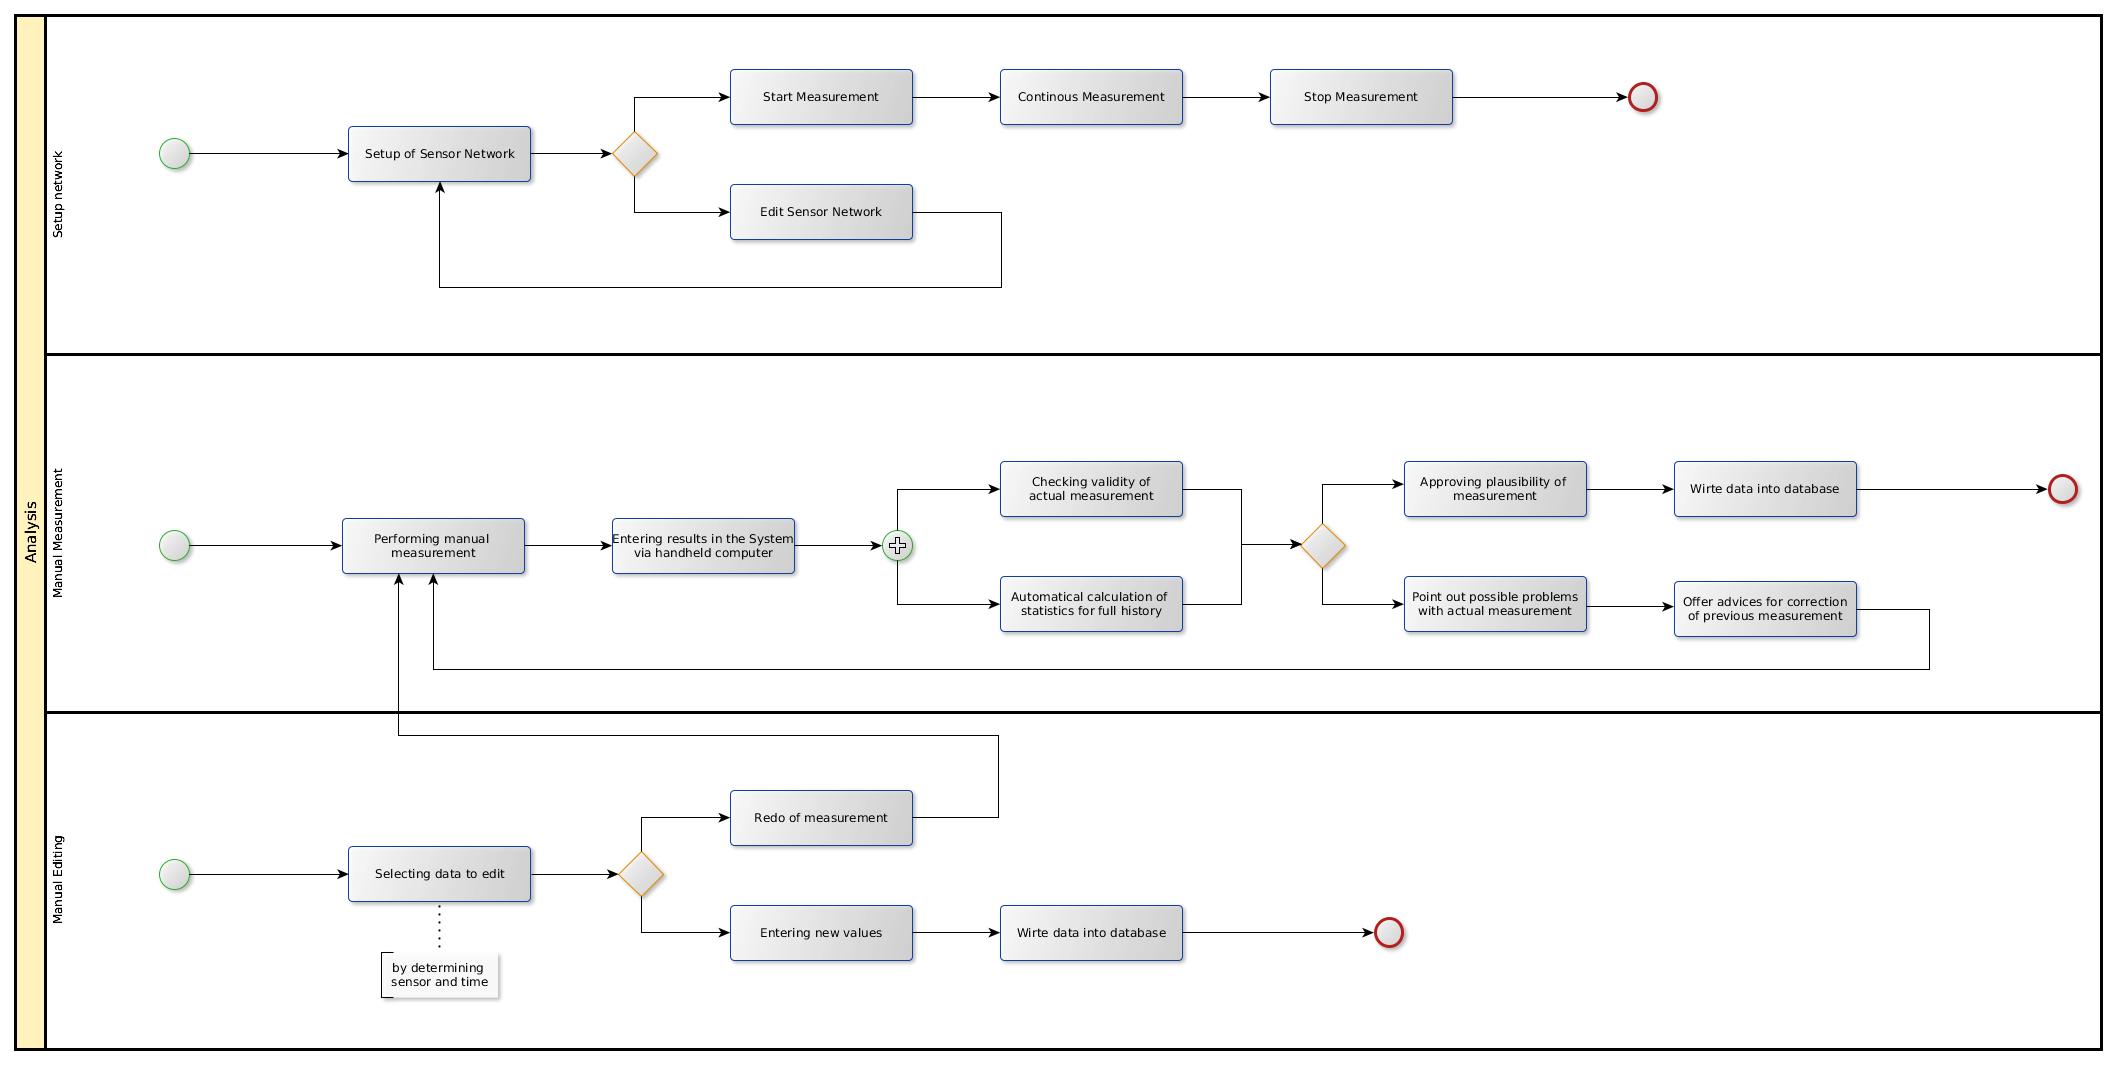 Analysis
Setup network
Start Measurement
Continous Measurement
Stop Measurement
Setup of Sensor Network
Edit Sensor Network
Manual Measurement
Checking validity of
actual measurement
Approving plausibility of
measurement
Wirte data into database
Performing manual
measurement
Entering results in the System
via handheld computer
Automatical calculation of
statistics for full history
Point out possible problems
with actual measurement
Offer advices for correction
of previous measurement
Manual Editing
Redo of measurement
Selecting data to edit
Entering new values
Wirte data into database
by determining
sensor and time